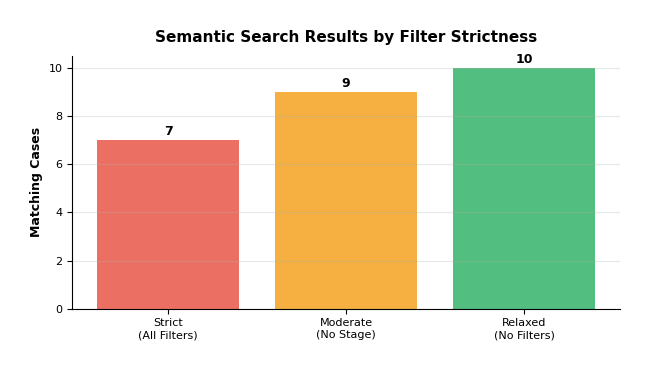 Semantic Search Results by Filter Strictness
Matching Cases
10
8
6
4
2
0
7
9
10
Strict
(All Filters)
Moderate
(No Stage)
Relaxed
(No Filters)